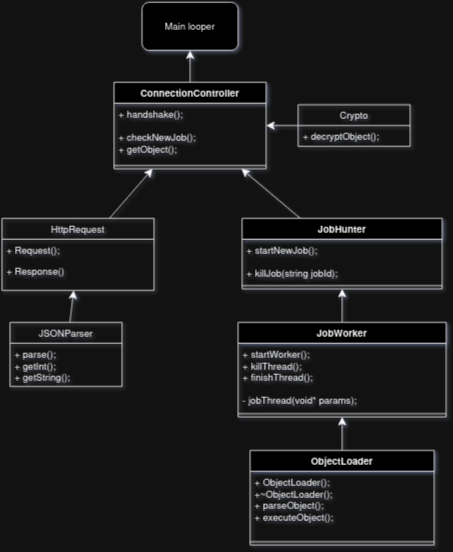 Main looper
ConnectionController
+ handshake();
+ checkNewJob();
+ getObject();
Crypto
+ decryptObject();
HttpRequest
+ Request();
+ Response()
JobHunter
+ startNewJob();
+ killJob(string jobId);
JSONParser
+ parse();
+ getInt();
+ getString();
JobWorker
+ startWorker();
+ killThread();
+ finishThread();
- jobThread(void* params);
ObjectLoader
+ ObjectLoader();
+~ObjectLoader();
+ parseObject();
+ executeObject();